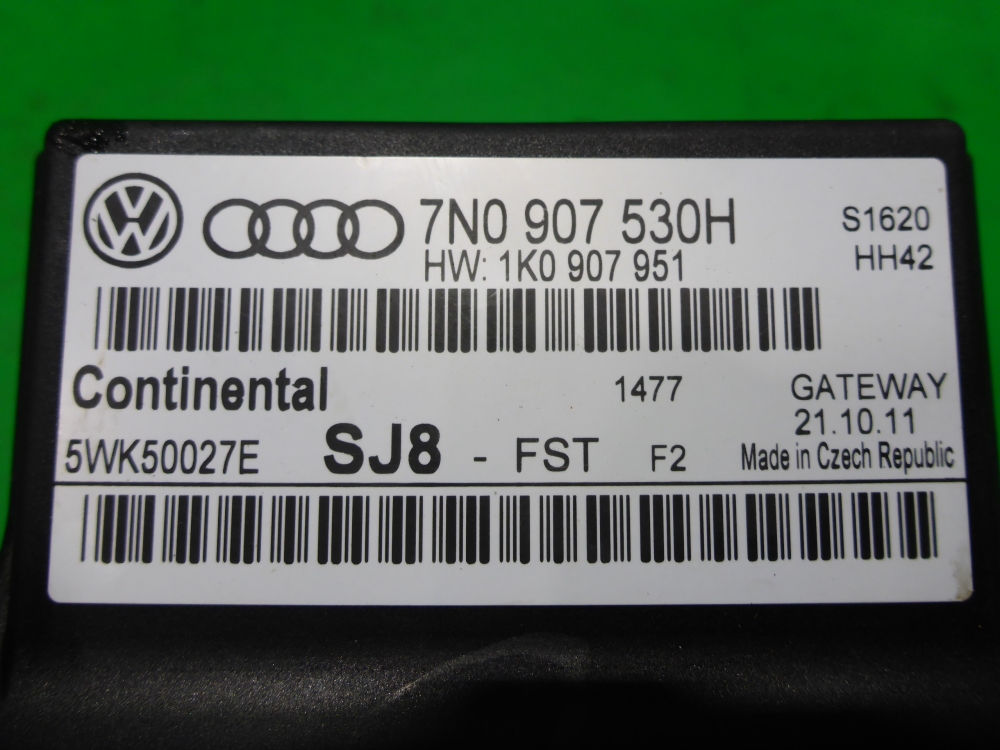 7N0 907 530H
HW: 1K0 907 951
S1620
HH42
Continental
1477
GATEWAY
21.10.11
5WK50027E
SJ8 - FST F2
Made in Czech Republic